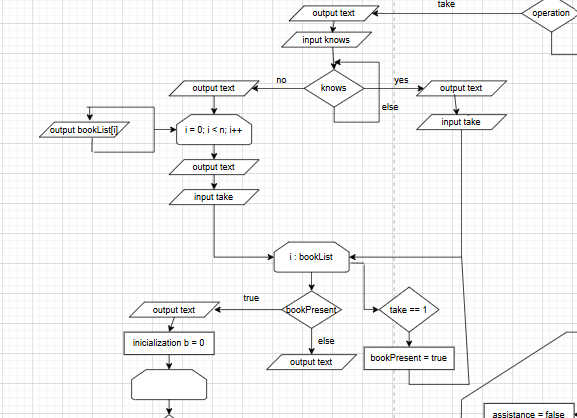 take
output text
operation
input knows
no
knows
yes
output text
output text
else
output bookList[i]
i = 0; i < n; i++
input take
output text
input take
i : bookList
true
output text
bookPresent
take == 1
inicialization b = 0
else
output text
bookPresent = true
assistance = false